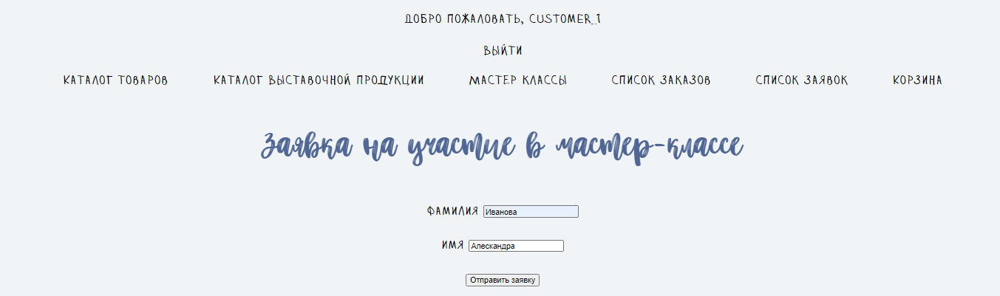 ДОБРО ПОЖАЛОВАТЬ, CUSTOMER_1
ВЫЙТИ
КАТАЛОГ ТОВАРОВ КАТАЛОГ ВЫСТАВОЧНОЙ ПРОДУКЦИИ МАСТЕР КЛАССЫ СПИСОК ЗАКАЗОВ СПИСОК ЗАЯВОК КОРЗИНА
Заявка на участие в мастер-классе
ФАМИЛИЯ Иванова
ИМЯ Алескандра
Отправить заявку